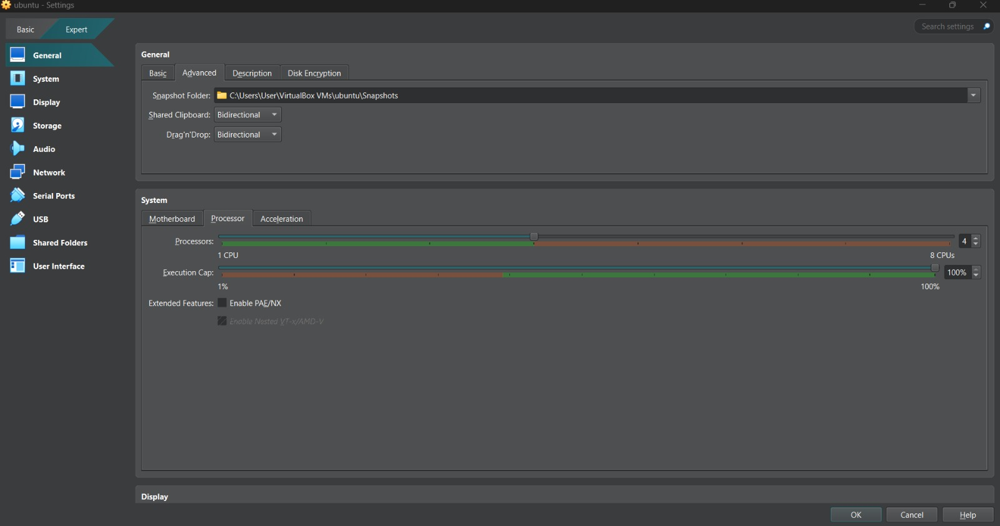 ubuntu - Settings
Basic
Expert
Search settings
General
System
Display
Storage
Audio
Network
Serial Ports
USB
Shared Folders
User Interface
General
Basic Advanced Description Disk Encryption
Snapshot Folder: C:\Users\User\VirtualBox VMs\ubuntu\Snapshots
Shared Clipboard: Bidirectional
Drag'n'Drop: Bidirectional
System
Motherboard Processor Acceleration
Processors: 4
1 CPU 8 CPUs
Execution Cap: 100%
1% 100%
Extended Features: Enable PAE/NX
Enable Nested VT-x/AMD-V
Display
OK Cancel Help